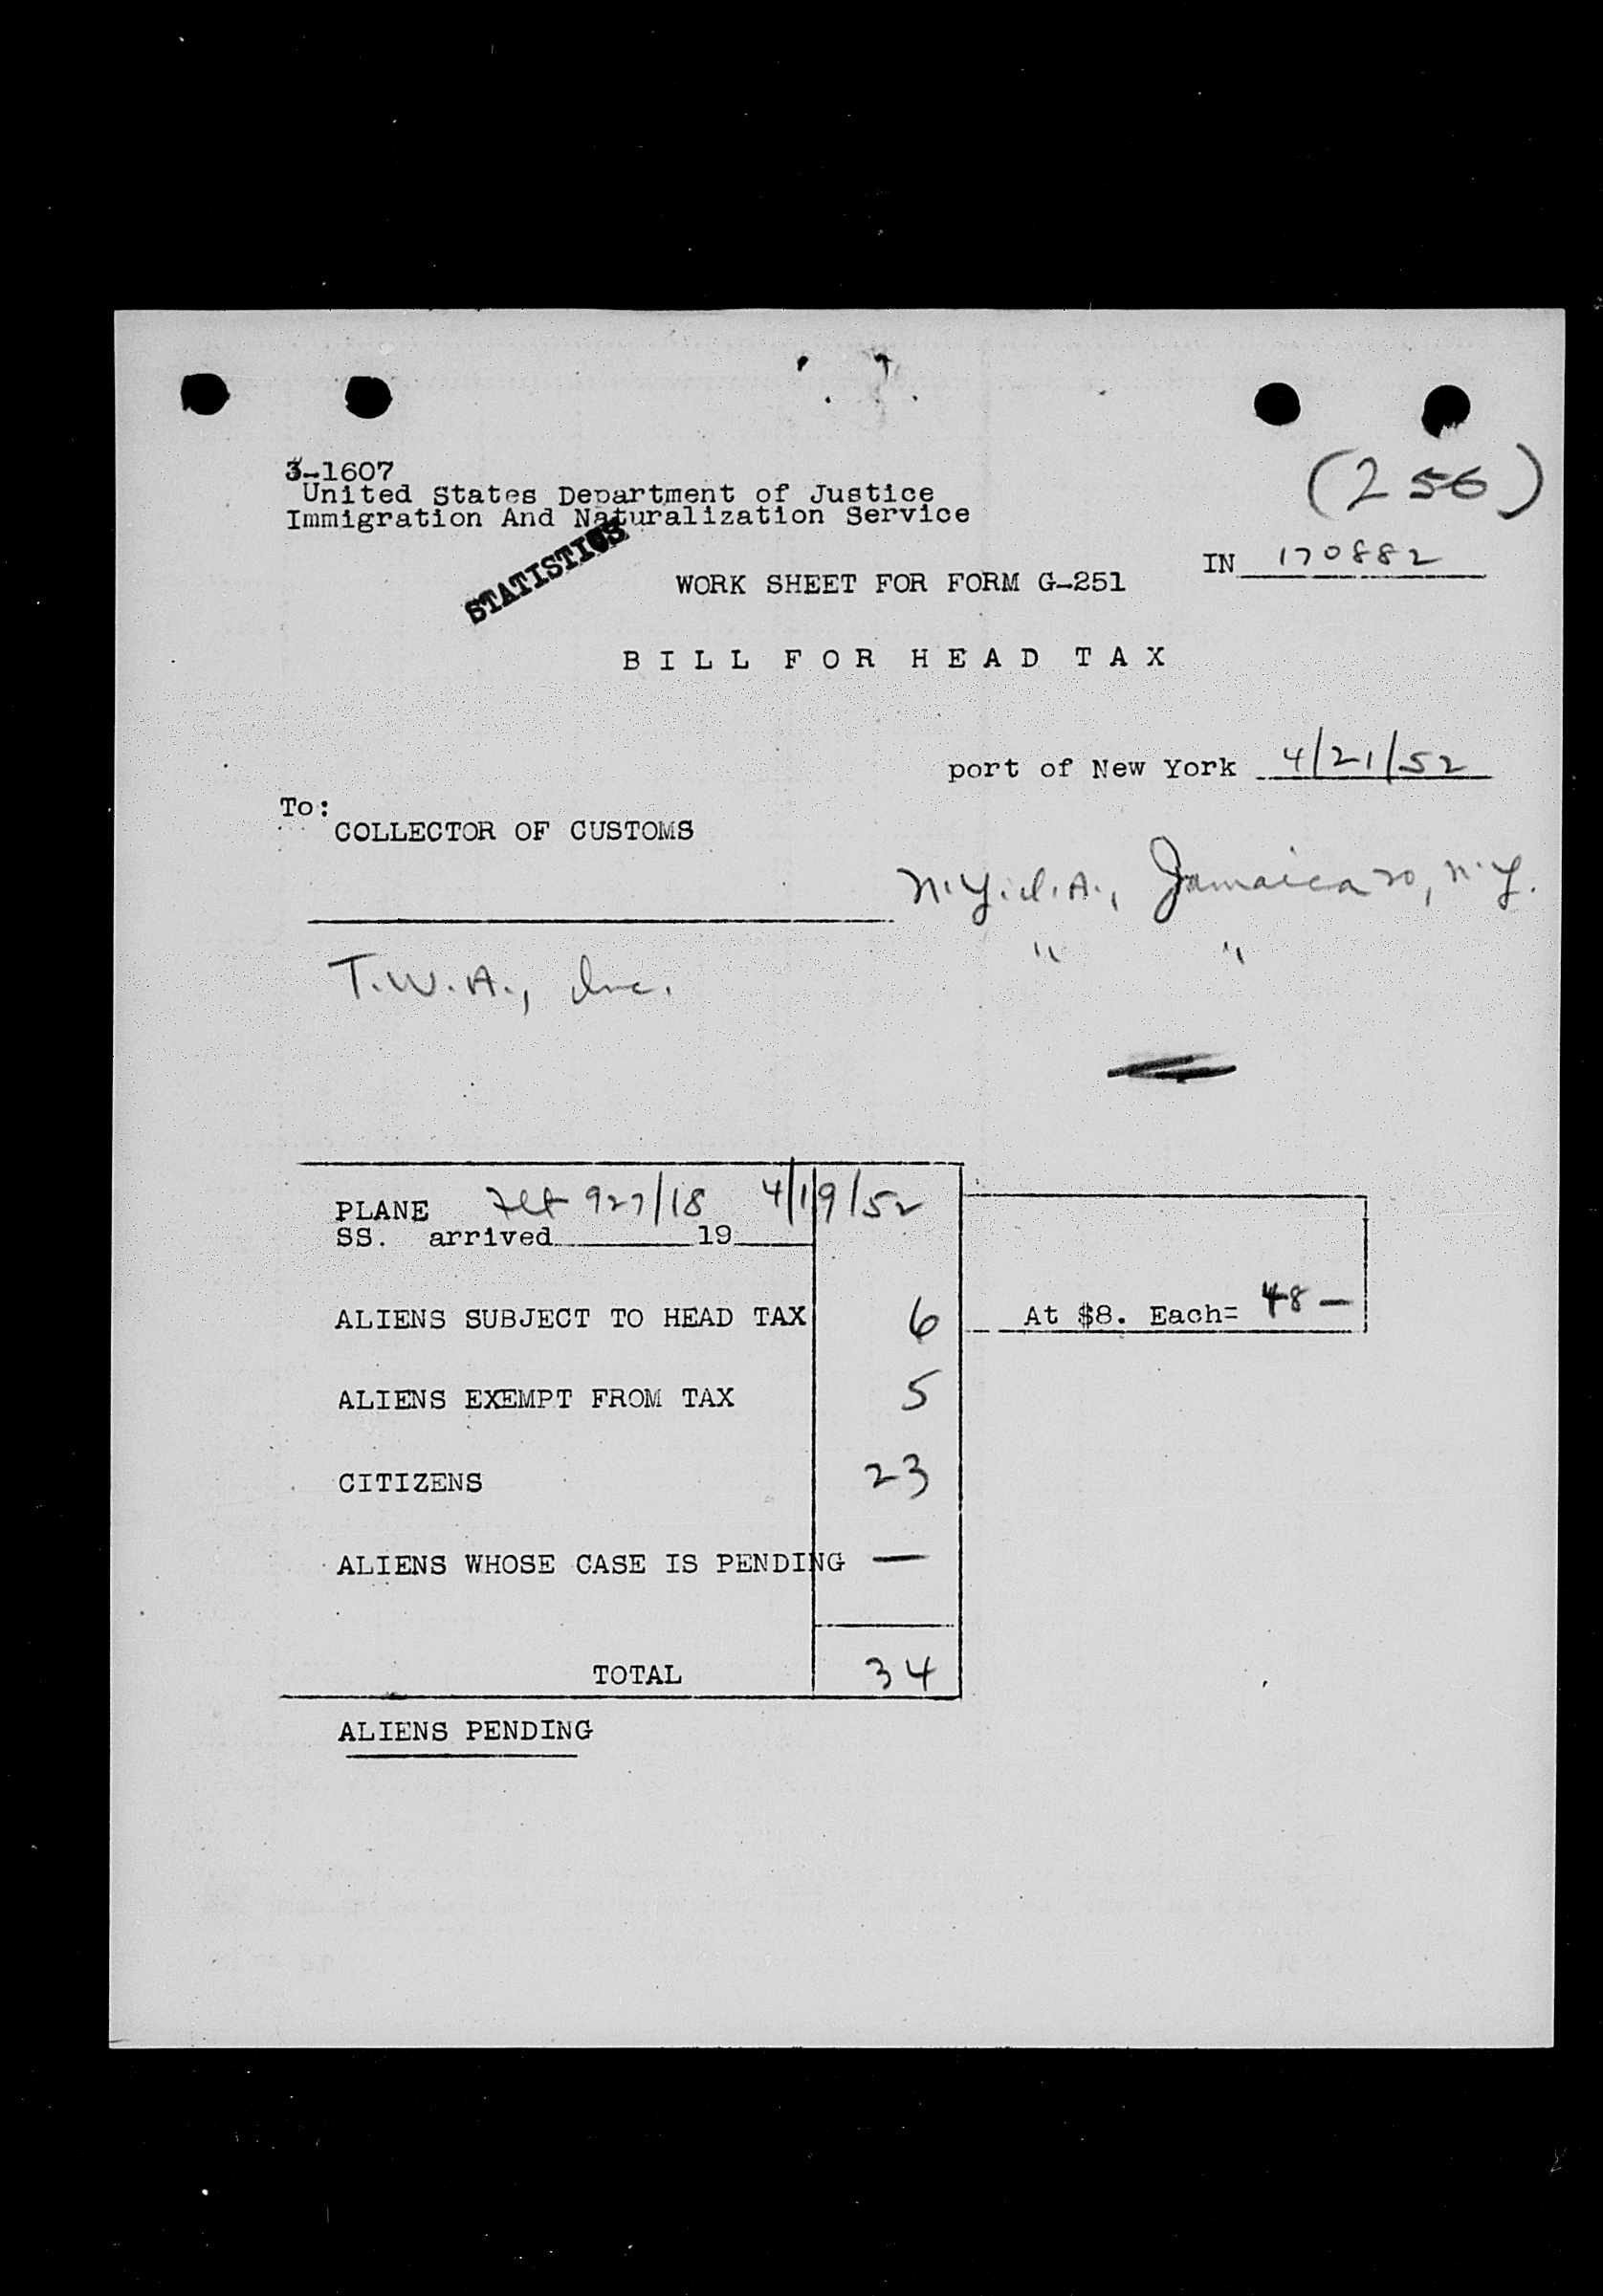 3-1607
(256)
United States Department of Justice
Immigration And Naturalization Service
STATISTICS
IN 170882
WORK SHEET FOR FORM G-251
BILL FOR HEAD TAX
port of New York 4/21/52
To:
COLLECTOR OF CUSTOMS
N.Y.I.A., Jamaica 20, N.Y.
" "
T.W.A., Inc.
PLANE Flt 927/18 4/19/52
SS. arrived 19
ALIENS SUBJECT TO HEAD TAX 6 At $8. Each= 48 —
ALIENS EXEMPT FROM TAX 5
CITIZENS 23
ALIENS WHOSE CASE IS PENDING —
TOTAL 34
ALIENS PENDING